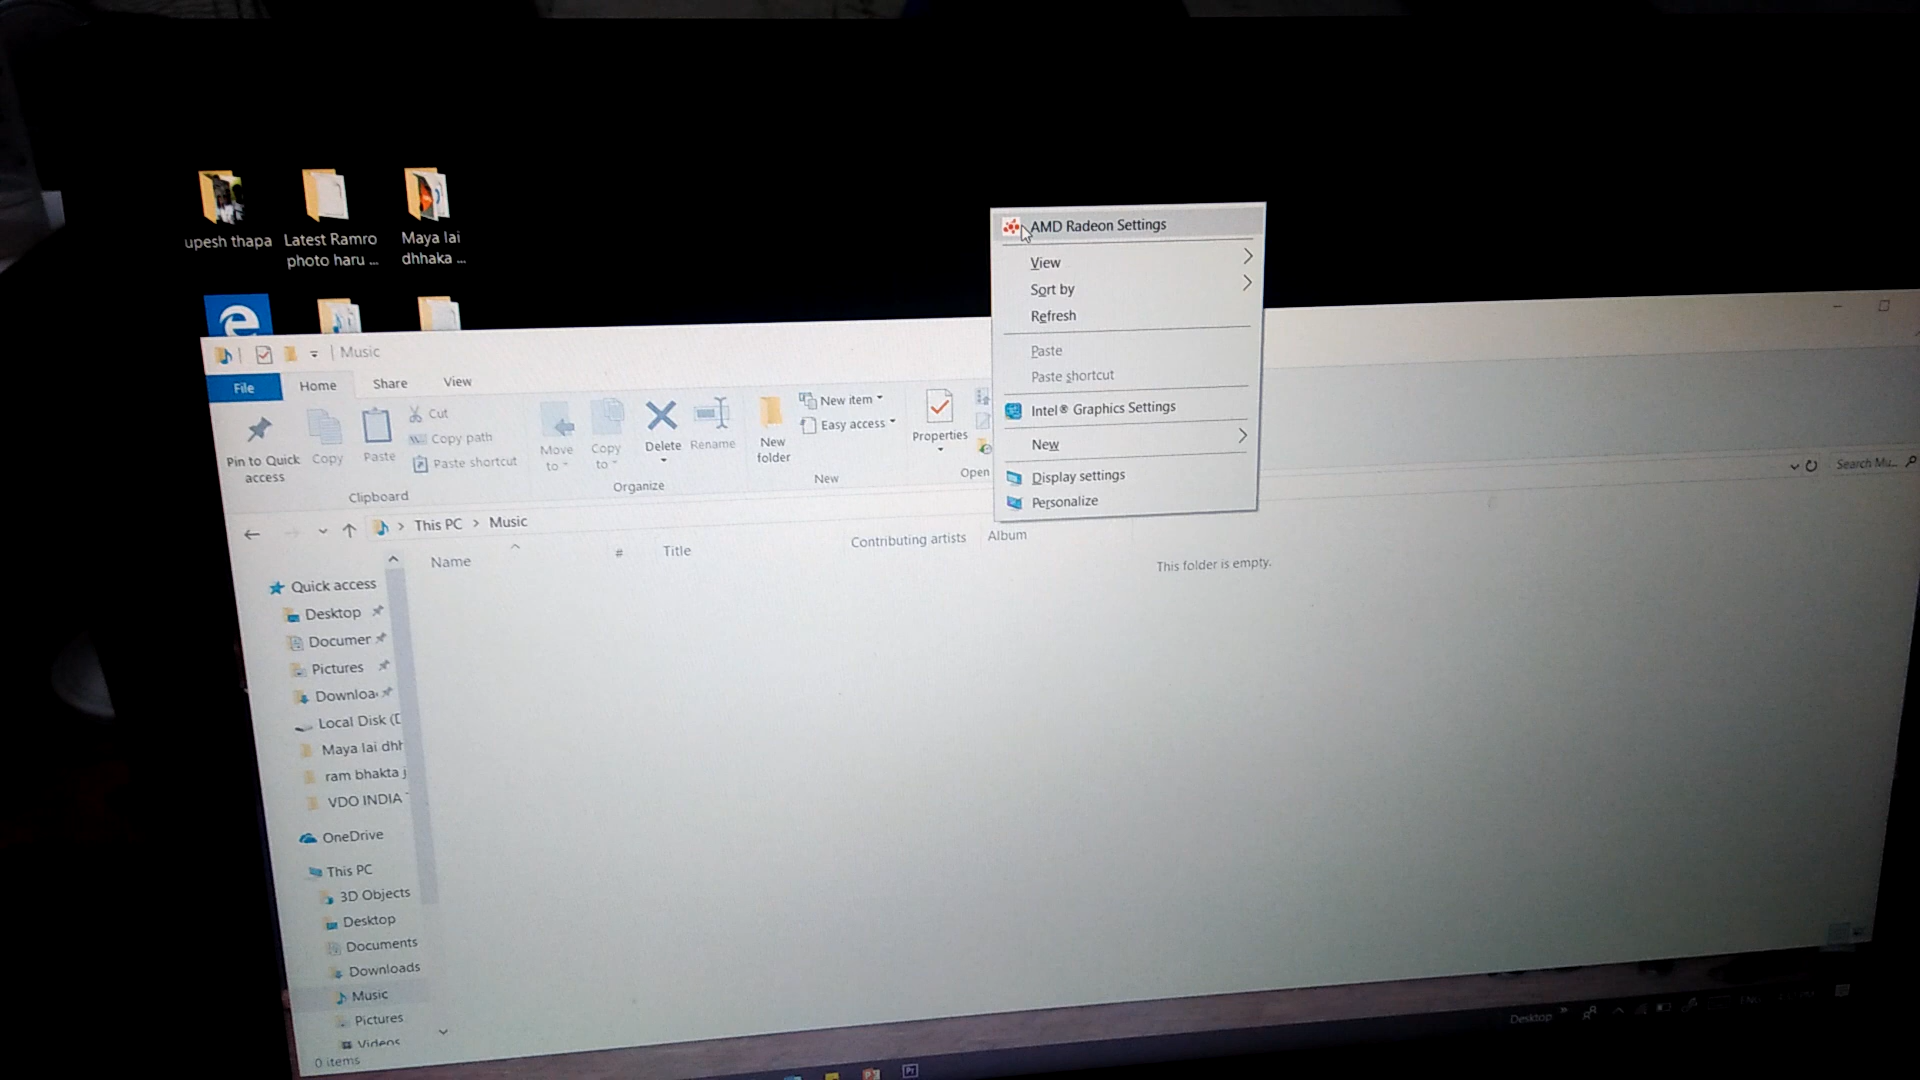 upesh thapa
Latest Ramro
photo haru ...
Maya lai
dhhaka ...
AMD Radeon Settings
View
Sort by
Refresh
Paste
Paste shortcut
Intel® Graphics Settings
New
Display settings
Personalize
Music
File
Home
Share
View
Pin to Quick
access
Copy
Paste
Cut
Copy path
Paste shortcut
Clipboard
Move
to
Copy
to
Delete
Rename
Organize
New
folder
New item
Easy access
New
Properties
Open
This PC > Music
Search Mu...
Name
#
Title
Contributing artists
Album
This folder is empty.
Quick access
Desktop
Documer
Pictures
Downloa
Local Disk (D
Maya lai dhh
ram bhakta j
VDO INDIA T
OneDrive
This PC
3D Objects
Desktop
Documents
Downloads
Music
Pictures
Videos
0 items
Desktop
Pr